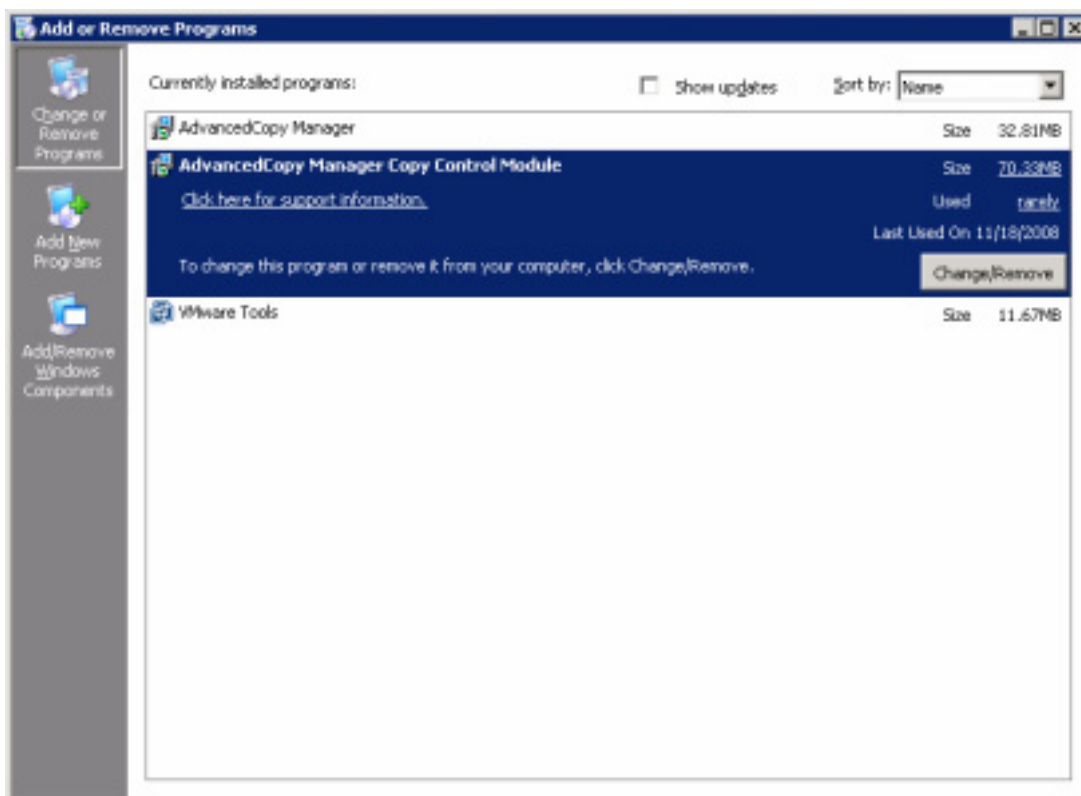 Add or Remove Programs
Change or
Remove
Programs
Add New
Programs
Add/Remove
Windows
Components
Currently installed programs:
Show updates
Sort by: Name
AdvancedCopy Manager Size 32.81MB
AdvancedCopy Manager Copy Control Module Size 70.33MB
Click here for support information. Used rarely
Last Used On 11/18/2008
To change this program or remove it from your computer, click Change/Remove. Change/Remove
VMware Tools Size 11.67MB